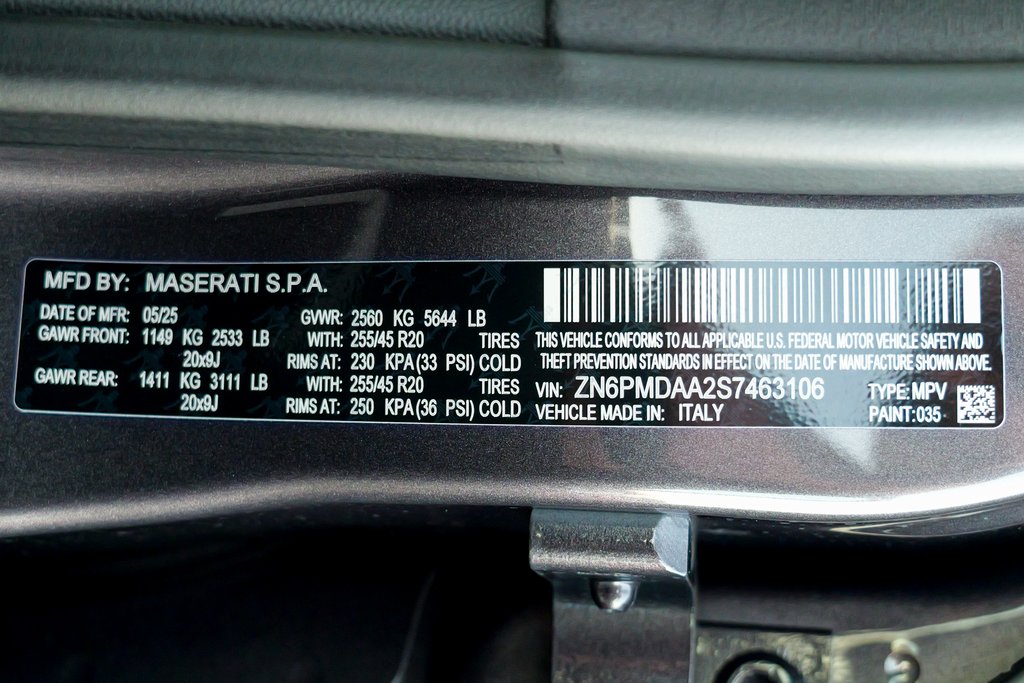 MFD BY: MASERATI S.P.A.
DATE OF MFR: 05/25 GVWR: 2560 KG 5644 LB
GAWR FRONT: 1149 KG 2533 LB WITH: 255/45 R20 TIRES
20x9J RIMS AT: 230 KPA(33 PSI) COLD
GAWR REAR: 1411 KG 3111 LB WITH: 255/45 R20 TIRES
20x9J RIMS AT: 250 KPA(36 PSI) COLD
THIS VEHICLE CONFORMS TO ALL APPLICABLE U.S. FEDERAL MOTOR VEHICLE SAFETY AND
THEFT PREVENTION STANDARDS IN EFFECT ON THE DATE OF MANUFACTURE SHOWN ABOVE.
VIN: ZN6PMDAA2S7463106 TYPE: MPV
VEHICLE MADE IN: ITALY PAINT: 035